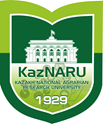 KazNARU
KAZAKH NATIONAL AGRARIAN
RESEARCH UNIVERSITY
1929